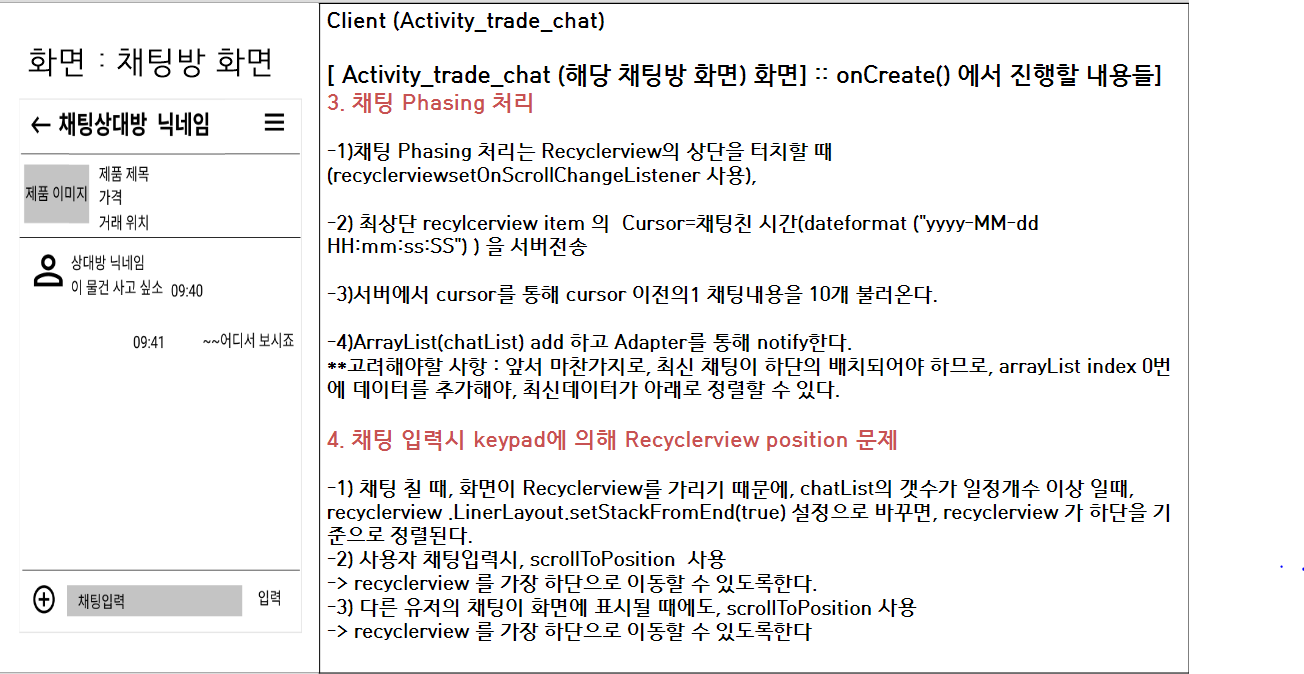 화면 : 채팅방 화면
← 채팅상대방 닉네임
제품 이미지
제품 제목
가격
거래 위치
상대방 닉네임
이 물건 사고 싶소 09:40
09:41 ~~어디서 보시죠
채팅입력
입력
Client (Activity_trade_chat)
[ Activity_trade_chat (해당 채팅방 화면) 화면] :: onCreate() 에서 진행할 내용들]
3. 채팅 Phasing 처리
-1)채팅 Phasing 처리는 Recyclerview의 상단을 터치할 때
(recyclerviewsetOnScrollChangeListener 사용),
-2) 최상단 recylcerview item 의 Cursor=채팅친 시간(dateformat ("yyyy-MM-dd
HH:mm:ss:SS") ) 을 서버전송
-3)서버에서 cursor를 통해 cursor 이전의1 채팅내용을 10개 불러온다.
-4)ArrayList(chatList) add 하고 Adapter를 통해 notify한다.
**고려해야할 사항 : 앞서 마찬가지로, 최신 채팅이 하단의 배치되어야 하므로, arrayList index 0번
에 데이터를 추가해야, 최신데이터가 아래로 정렬할 수 있다.
4. 채팅 입력시 keypad에 의해 Recyclerview position 문제
-1) 채팅 칠 때, 화면이 Recyclerview를 가리기 때문에, chatList의 갯수가 일정개수 이상 일때,
recyclerview .LinerLayout.setStackFromEnd(true) 설정으로 바꾸면, recyclerview 가 하단을 기
준으로 정렬된다.
-2) 사용자 채팅입력시, scrollToPosition 사용
-> recyclerview 를 가장 하단으로 이동할 수 있도록한다.
-3) 다른 유저의 채팅이 화면에 표시될 때에도, scrollToPosition 사용
-> recyclerview 를 가장 하단으로 이동할 수 있도록한다